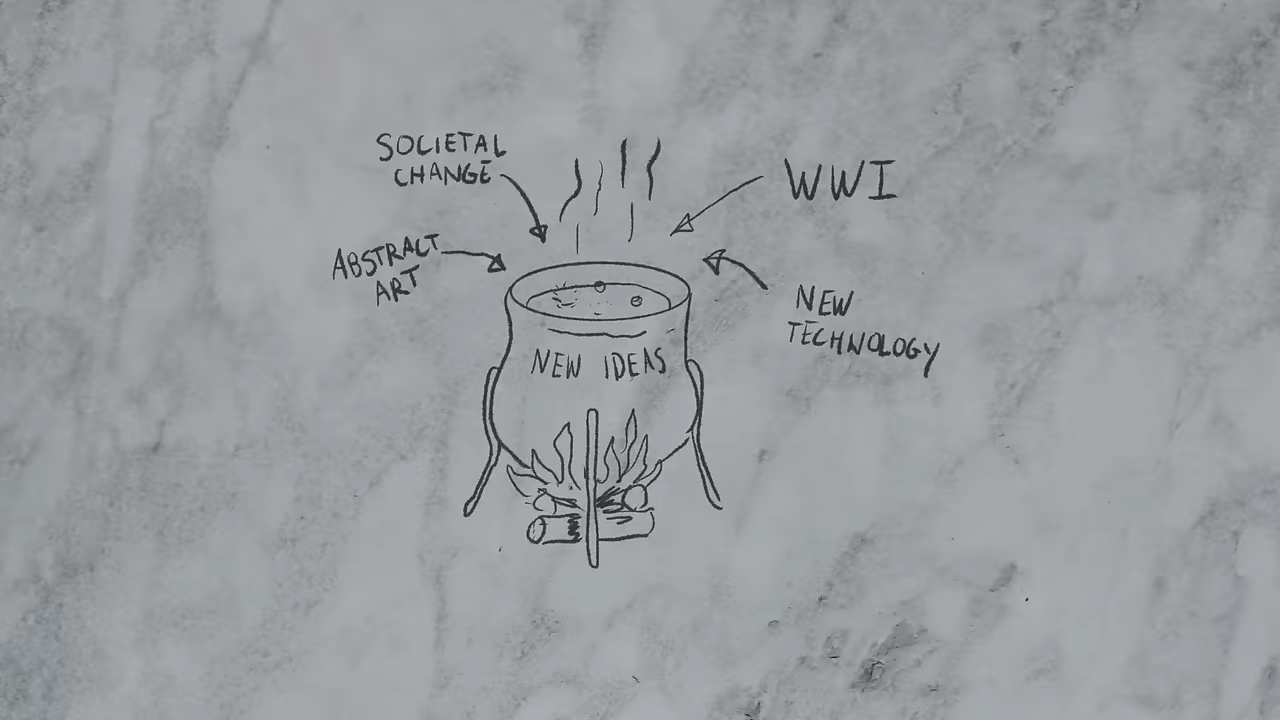 SOCIETAL
CHANGE
WWI
ABSTRACT
ART
NEW
TECHNOLOGY
NEW IDEAS